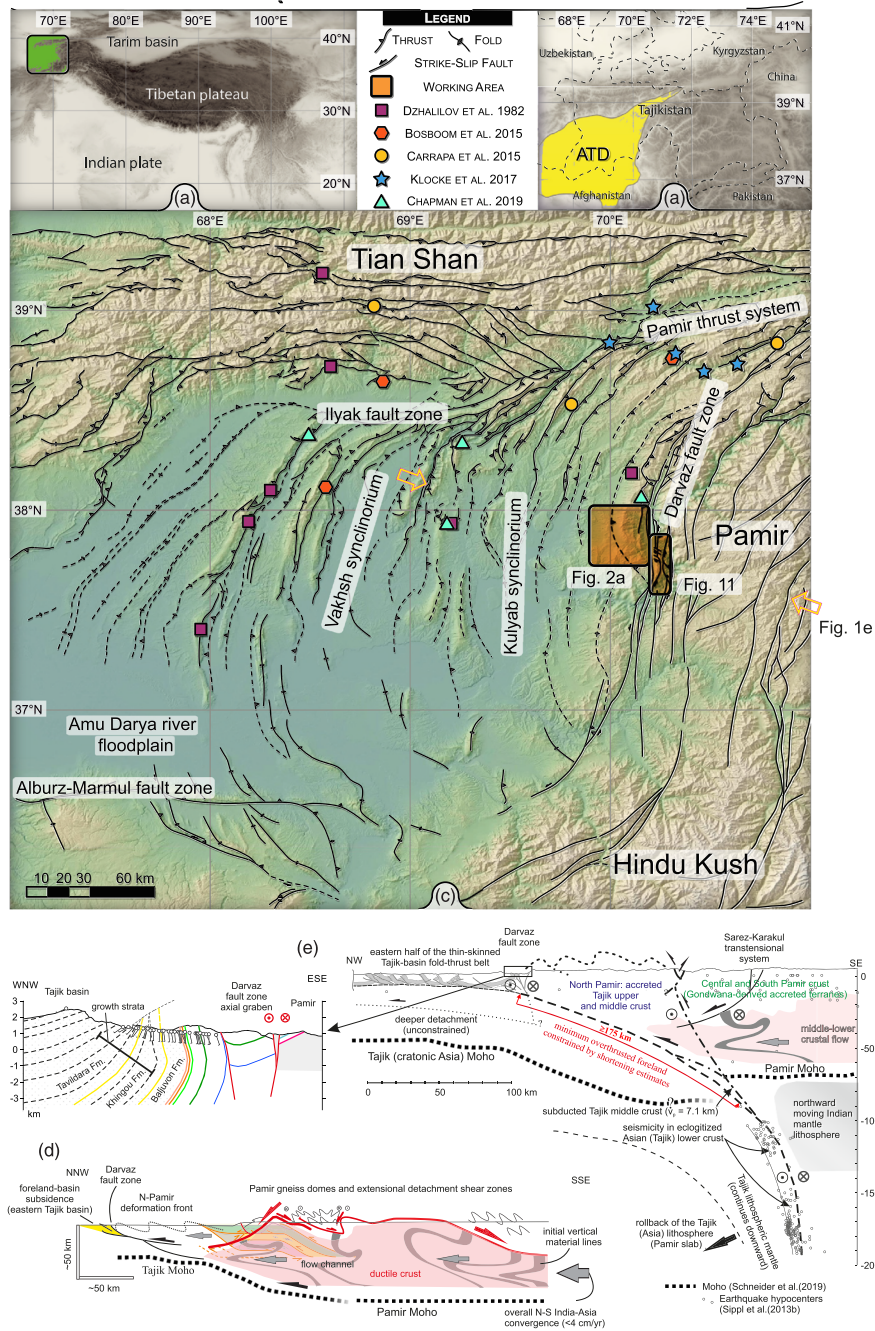 70°E 80°E 90°E 100°E
Tarim basin
40°N
Tibetan plateau
30°N
Indian plate
20°N
(a)
LEGEND
THRUST FOLD
STRIKE-SLIP FAULT
WORKING AREA
DZHALILOV ET AL. 1982
BOSBOOM ET AL. 2015
CARRAPA ET AL. 2015
KLOCKE ET AL. 2017
CHAPMAN ET AL. 2019
68°E 70°E 72°E 74°E
41°N
Uzbekistan
Kyrgyzstan
China
39°N
Tajikistan
ATD
37°N
Afghanistan
Pakistan
(a)
68°E 69°E 70°E
Tian Shan
39°N
Pamir thrust system
Ilyak fault zone
Darvaz fault zone
38°N
Vakhsh synclinorium
Kulyab synclinorium
Pamir
Fig. 2a
Fig. 11
Fig. 1e
37°N
Amu Darya river
floodplain
Alburz-Marmul fault zone
Hindu Kush
10 20 30 60 km
(c)
(e)
WNW
Tajik basin
growth strata
Darvaz
fault zone
axial graben
ESE
Pamir
3
2
1
0
-1
-3
km
Tavildara Fm.
Khingou Fm.
Baljuvon Fm.
NW
eastern half of the thin-skinned
Tajik-basin fold-thrust belt
Darvaz
fault zone
Sarez-Karakul
transtensional
system
SE
0
North Pamir: accreted
Tajik upper
and middle crust
Central and South Pamir crust
(Gondwana-derived accreted terranes)
deeper detachment
(unconstrained)
?
≥175 km
minimum overthrusted foreland
constrained by shortening estimates
middle-lower
crustal flow
-50
Tajik (cratonic Asia) Moho
Pamir Moho
0 50 100 km
subducted Tajik middle crust (v̂p = 7.1 km)
seismicity in eclogitized
Asian (Tajik) lower crust
northward
moving Indian
mantle
lithosphere
-10
-15
Tajik lithospheric mantle
(continues downward)
rollback of the Tajik
(Asia) lithosphere
(Pamir slab)
-20
Moho (Schneider et al.(2019)
Earthquake hypocenters
(Sippl et al.(2013b)
(d)
NNW
foreland-basin
subsidence
(eastern Tajik basin)
Darvaz
fault zone
N-Pamir
deformation front
Pamir gneiss domes and extensional detachment shear zones
SSE
initial vertical
material lines
~50 km
~50 km
Tajik Moho
flow channel
ductile crust
Pamir Moho
overall N-S India-Asia
convergence (<4 cm/yr)